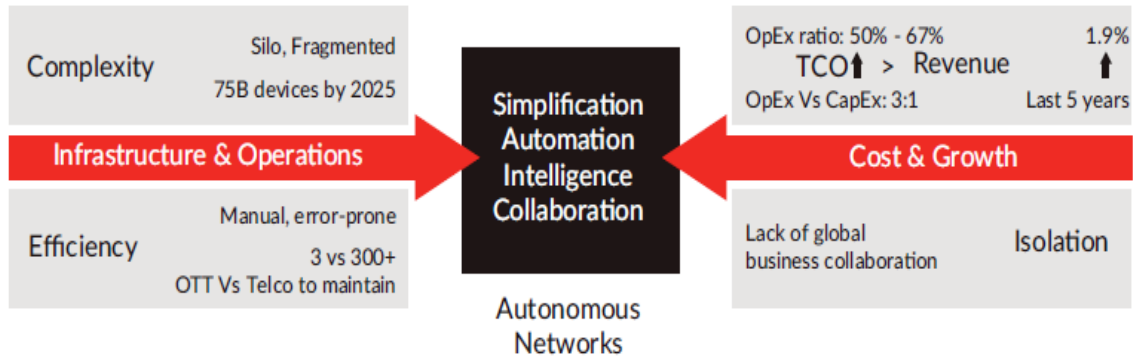 Complexity
Silo, Fragmented
75B devices by 2025
Infrastructure & Operations
Efficiency
Manual, error-prone
3 vs 300+
OTT Vs Telco to maintain
Simplification
Automation
Intelligence
Collaboration
Autonomous
Networks
OpEx ratio: 50% - 67%
1.9%
TCO⬆ > Revenue ⬆
OpEx Vs CapEx: 3:1
Last 5 years
Cost & Growth
Lack of global
business collaboration
Isolation